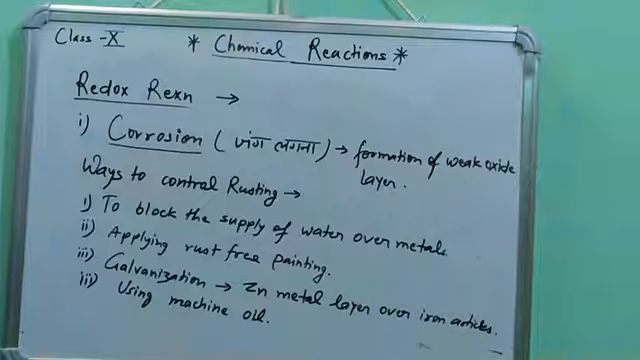 Class -X
* Chemical Reactions *
Redox Rexn →
i) Corrosion (जंग लगना) → formation of weak oxide
layer.
Ways to control Rusting →
i) To block the supply of water over metals
ii) Applying rust free painting.
iii) Galvanization → Zn metal layer over iron articles.
iii) Using machine oil.